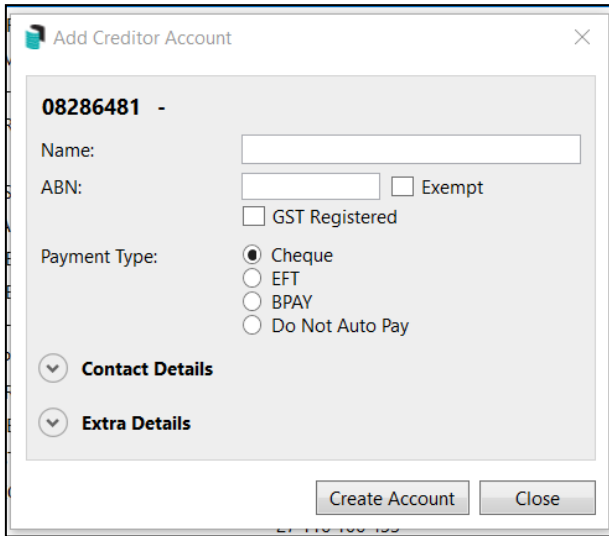 Add Creditor Account
08286481 -
Name:
ABN:
Exempt
GST Registered
Payment Type:
Cheque
EFT
BPAY
Do Not Auto Pay
Contact Details
Extra Details
Create Account
Close